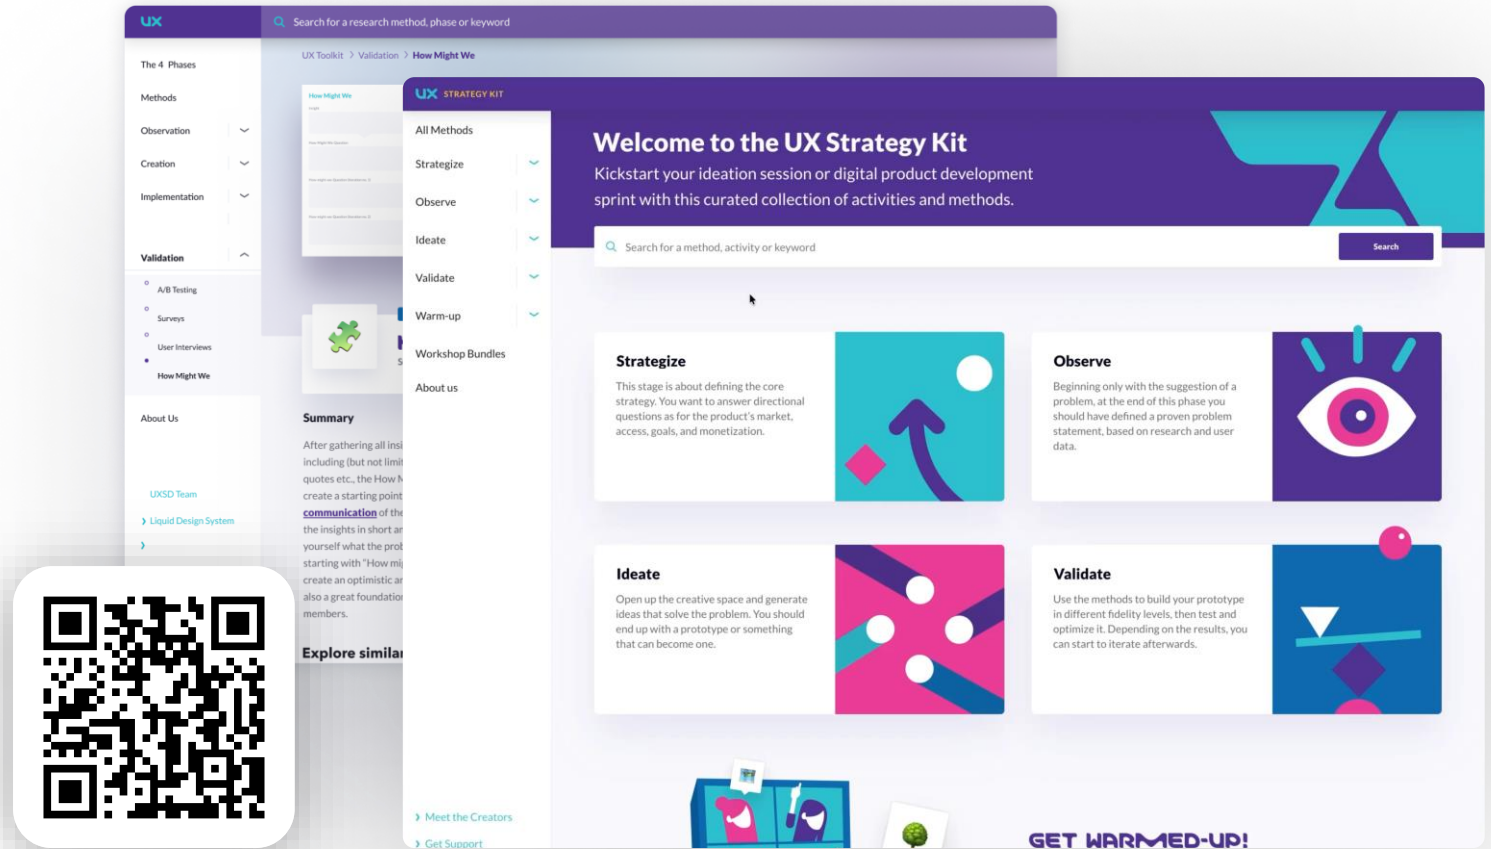 UX
Search for a research method, phase or keyword
The 4 Phases
Methods
Observation
Creation
Implementation
Validation
A/B Testing
Surveys
User Interviews
How Might We
About Us
UXSD Team
Liquid Design System
UX Toolkit > Validation > How Might We
How Might We
Summary
After gathering all insi
including (but not limit
quotes etc., the How M
create a starting point
communication of the
the insights in short an
yourself what the prob
starting with "How mig
create an optimistic an
also a great foundation
members.
Explore similar
UX STRATEGY KIT
All Methods
Strategize
Observe
Ideate
Validate
Warm-up
Workshop Bundles
About us
Meet the Creators
Get Support
Welcome to the UX Strategy Kit
Kickstart your ideation session or digital product development
sprint with this curated collection of activities and methods.
Search for a method, activity or keyword
Search
Strategize
This stage is about defining the core
strategy. You want to answer directional
questions as for the product's market,
access, goals, and monetization.
Observe
Beginning only with the suggestion of a
problem, at the end of this phase you
should have defined a proven problem
statement, based on research and user
data.
Ideate
Open up the creative space and generate
ideas that solve the problem. You should
end up with a prototype or something
that can become one.
Validate
Use the methods to build your prototype
in different fidelity levels, then test and
optimize it. Depending on the results, you
can start to iterate afterwards.
GET WARMED-UP!